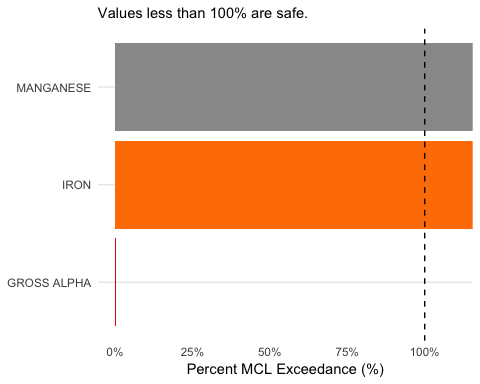 Values less than 100% are safe.
MANGANESE
IRON
GROSS ALPHA
0% 25% 50% 75% 100%
Percent MCL Exceedance (%)